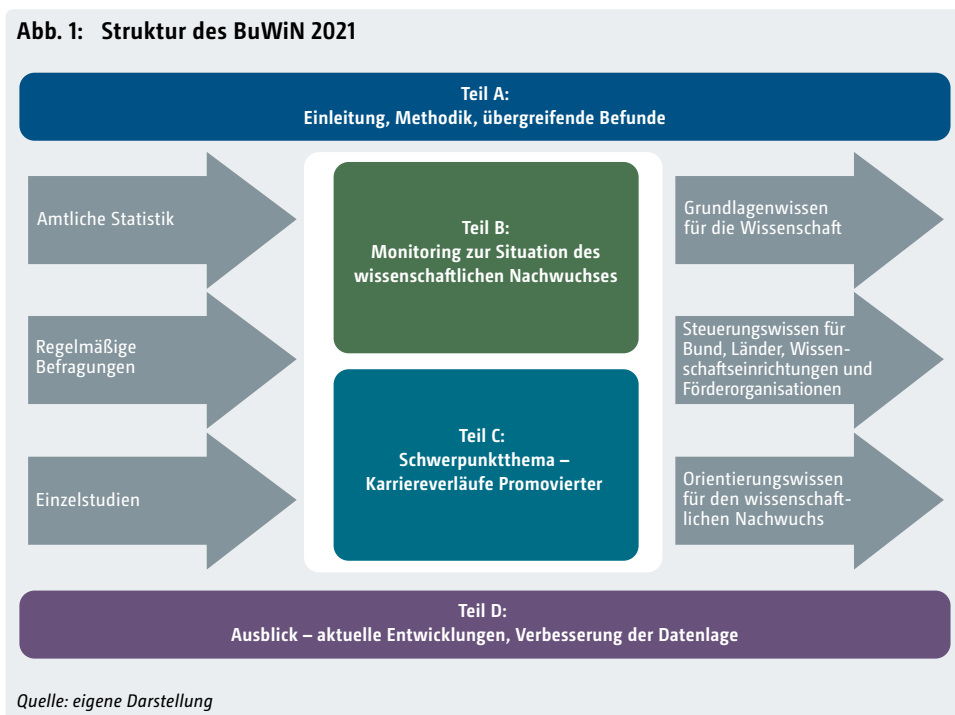 Abb. 1: Struktur des BuWiN 2021
Teil A:
Einleitung, Methodik, übergreifende Befunde
Amtliche Statistik
Regelmäßige
Befragungen
Einzelstudien
Teil B:
Monitoring zur Situation des
wissenschaftlichen Nachwuchses
Teil C:
Schwerpunktthema –
Karriereverläufe Promovierter
Grundlagenwissen
für die Wissenschaft
Steuerungswissen für
Bund, Länder, Wissen-
schaftseinrichtungen und
Förderorganisationen
Orientierungswissen
für den wissenschaft-
lichen Nachwuchs
Teil D:
Ausblick – aktuelle Entwicklungen, Verbesserung der Datenlage
Quelle: eigene Darstellung